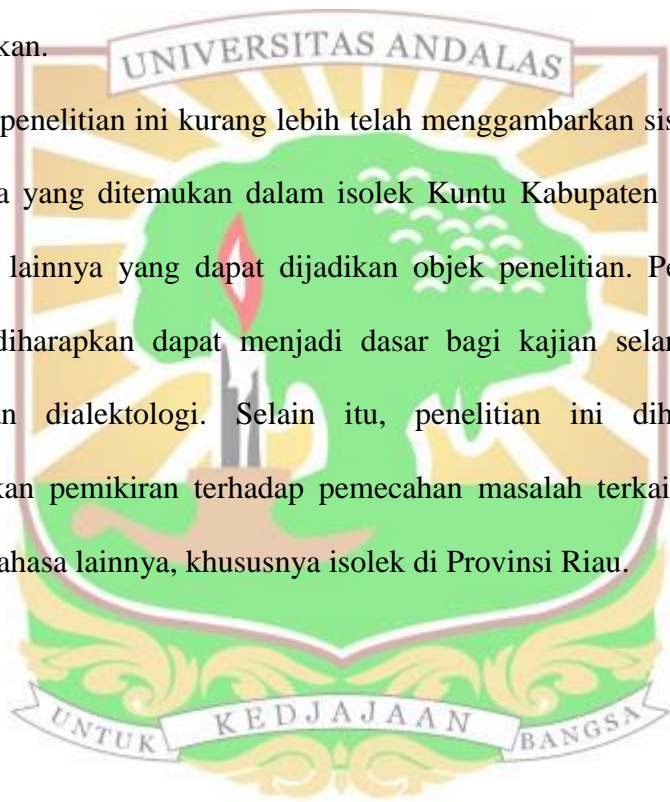 kan.
UNIVERSITAS ANDALAS
penelitian ini kurang lebih telah menggambarkan sis
a yang ditemukan dalam isolek Kuntu Kabupaten
lainnya yang dapat dijadikan objek penelitian. Pe
diharapkan dapat menjadi dasar bagi kajian selan
an dialektologi. Selain itu, penelitian ini dih
kan pemikiran terhadap pemecahan masalah terkai
ahasa lainnya, khususnya isolek di Provinsi Riau.
UNTUK KEDJAJAAN BANGSA